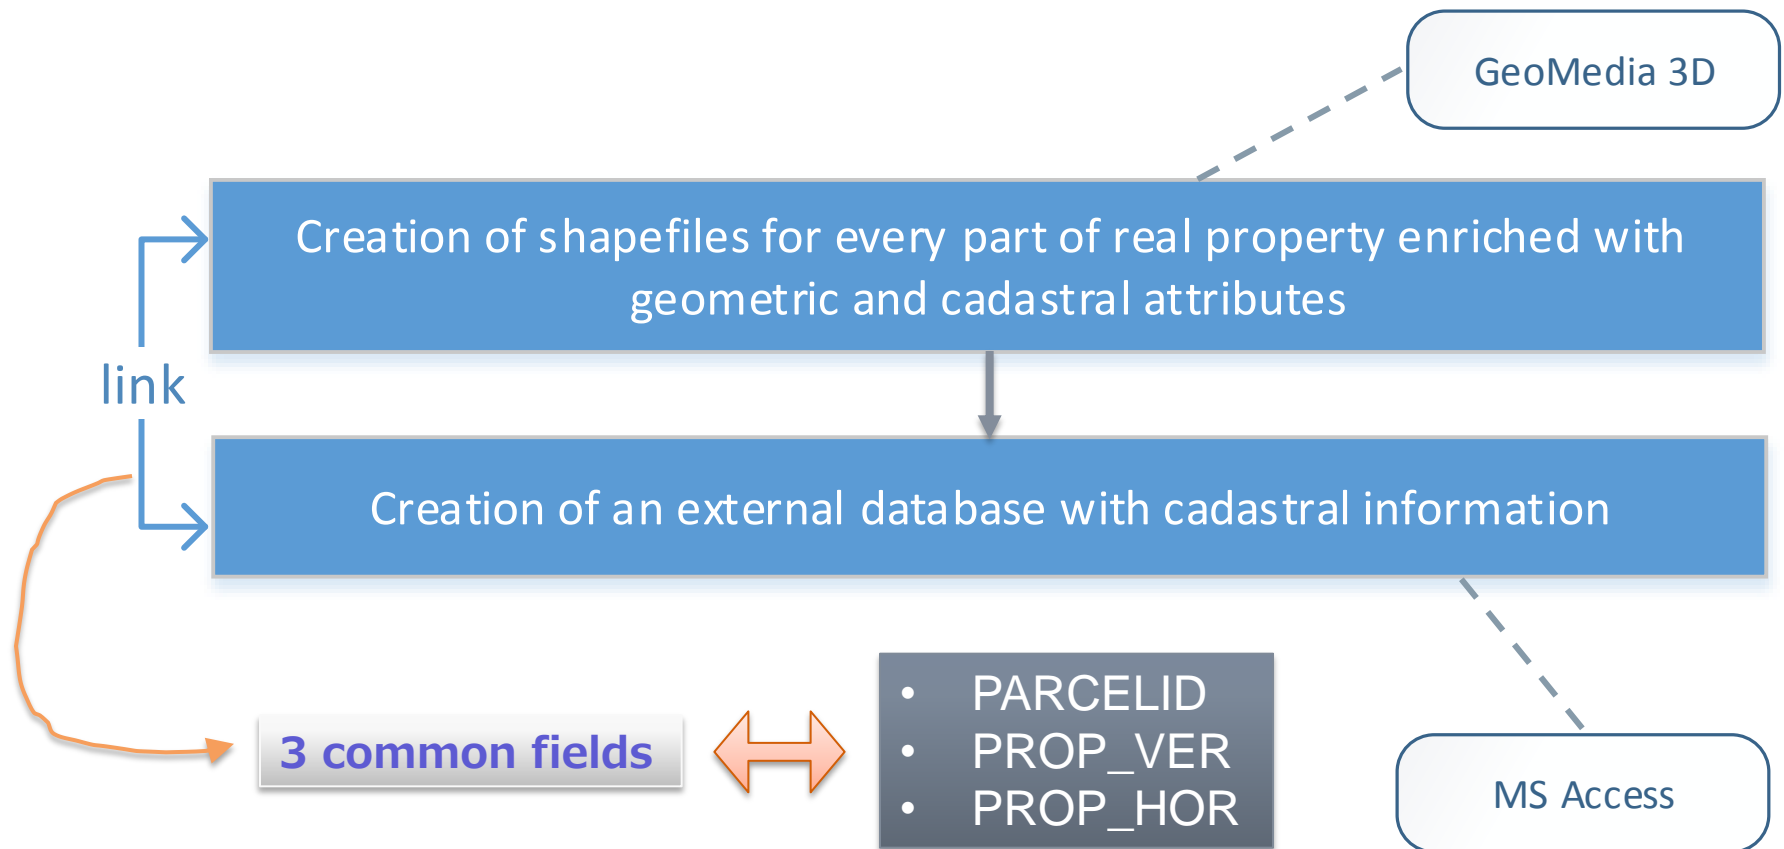 GeoMedia 3D
Creation of shapefiles for every part of real property enriched with
geometric and cadastral attributes
link
Creation of an external database with cadastral information
3 common fields
• PARCELID
• PROP_VER
• PROP_HOR
MS Access